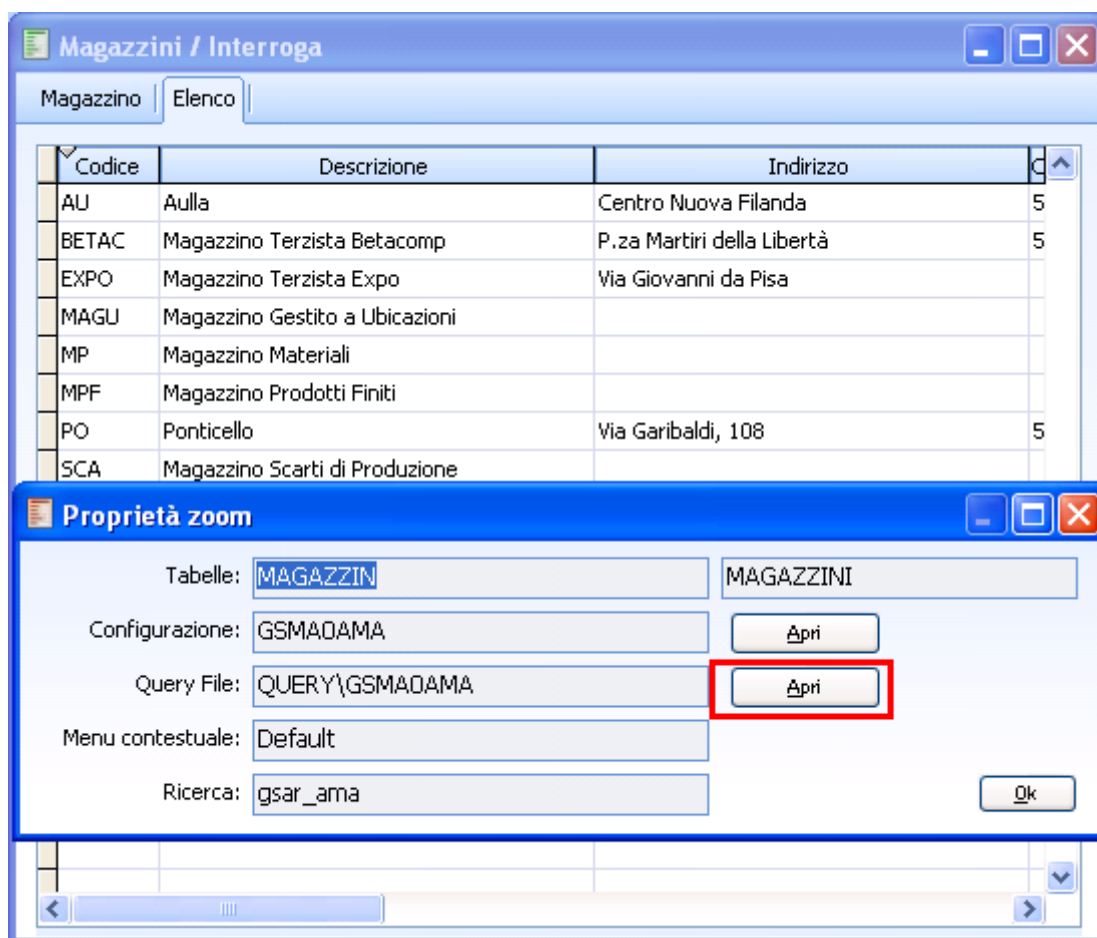 Magazzini / Interroga
Magazzino Elenco
Codice Descrizione Indirizzo
AU Aulla Centro Nuova Filanda 5
BETAC Magazzino Terzista Betacomp P.za Martiri della Libertà 5
EXPO Magazzino Terzista Expo Via Giovanni da Pisa
MAGU Magazzino Gestito a Ubicazioni
MP Magazzino Materiali
MPF Magazzino Prodotti Finiti
PO Ponticello Via Garibaldi, 108 5
SCA Magazzino Scarti di Produzione
Proprietà zoom
Tabelle: MAGAZZIN MAGAZZINI
Configurazione: GSMA0AMA Apri
Query File: QUERY\GSMA0AMA Apri
Menu contestuale: Default
Ricerca: gsar_ama Ok